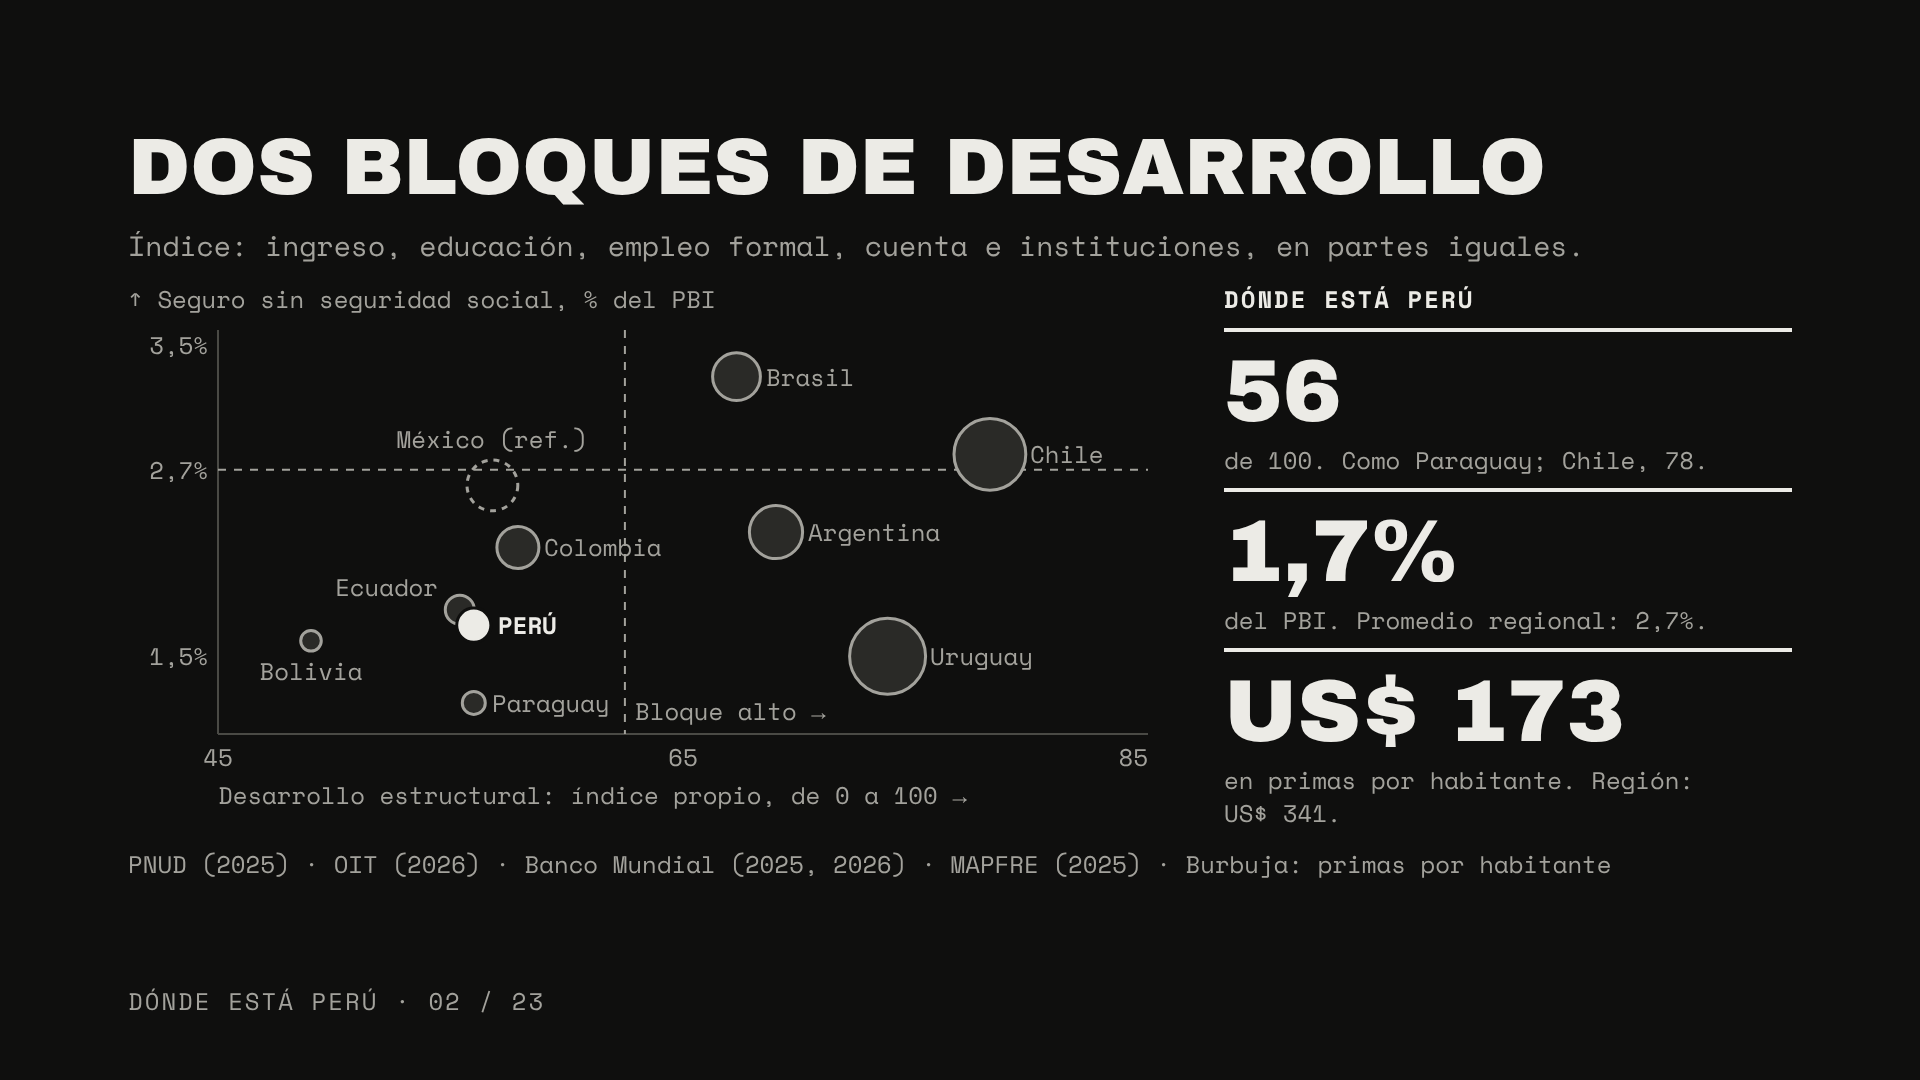 DOS BLOQUES DE DESARROLLO
Índice: ingreso, educación, empleo formal, cuenta e instituciones, en partes iguales.
↑ Seguro sin seguridad social, % del PBI
3,5%
Brasil
México (ref.)
2,7%
Chile
Argentina
Colombia
Ecuador
PERÚ
1,5%
Bolivia
Uruguay
Paraguay
Bloque alto →
45
65
85
Desarrollo estructural: índice propio, de 0 a 100 →
DÓNDE ESTÁ PERÚ
56
de 100. Como Paraguay; Chile, 78.
1,7%
del PBI. Promedio regional: 2,7%.
US$ 173
en primas por habitante. Región:
US$ 341.
PNUD (2025) · OIT (2026) · Banco Mundial (2025, 2026) · MAPFRE (2025) · Burbuja: primas por habitante
DÓNDE ESTÁ PERÚ · 02 / 23